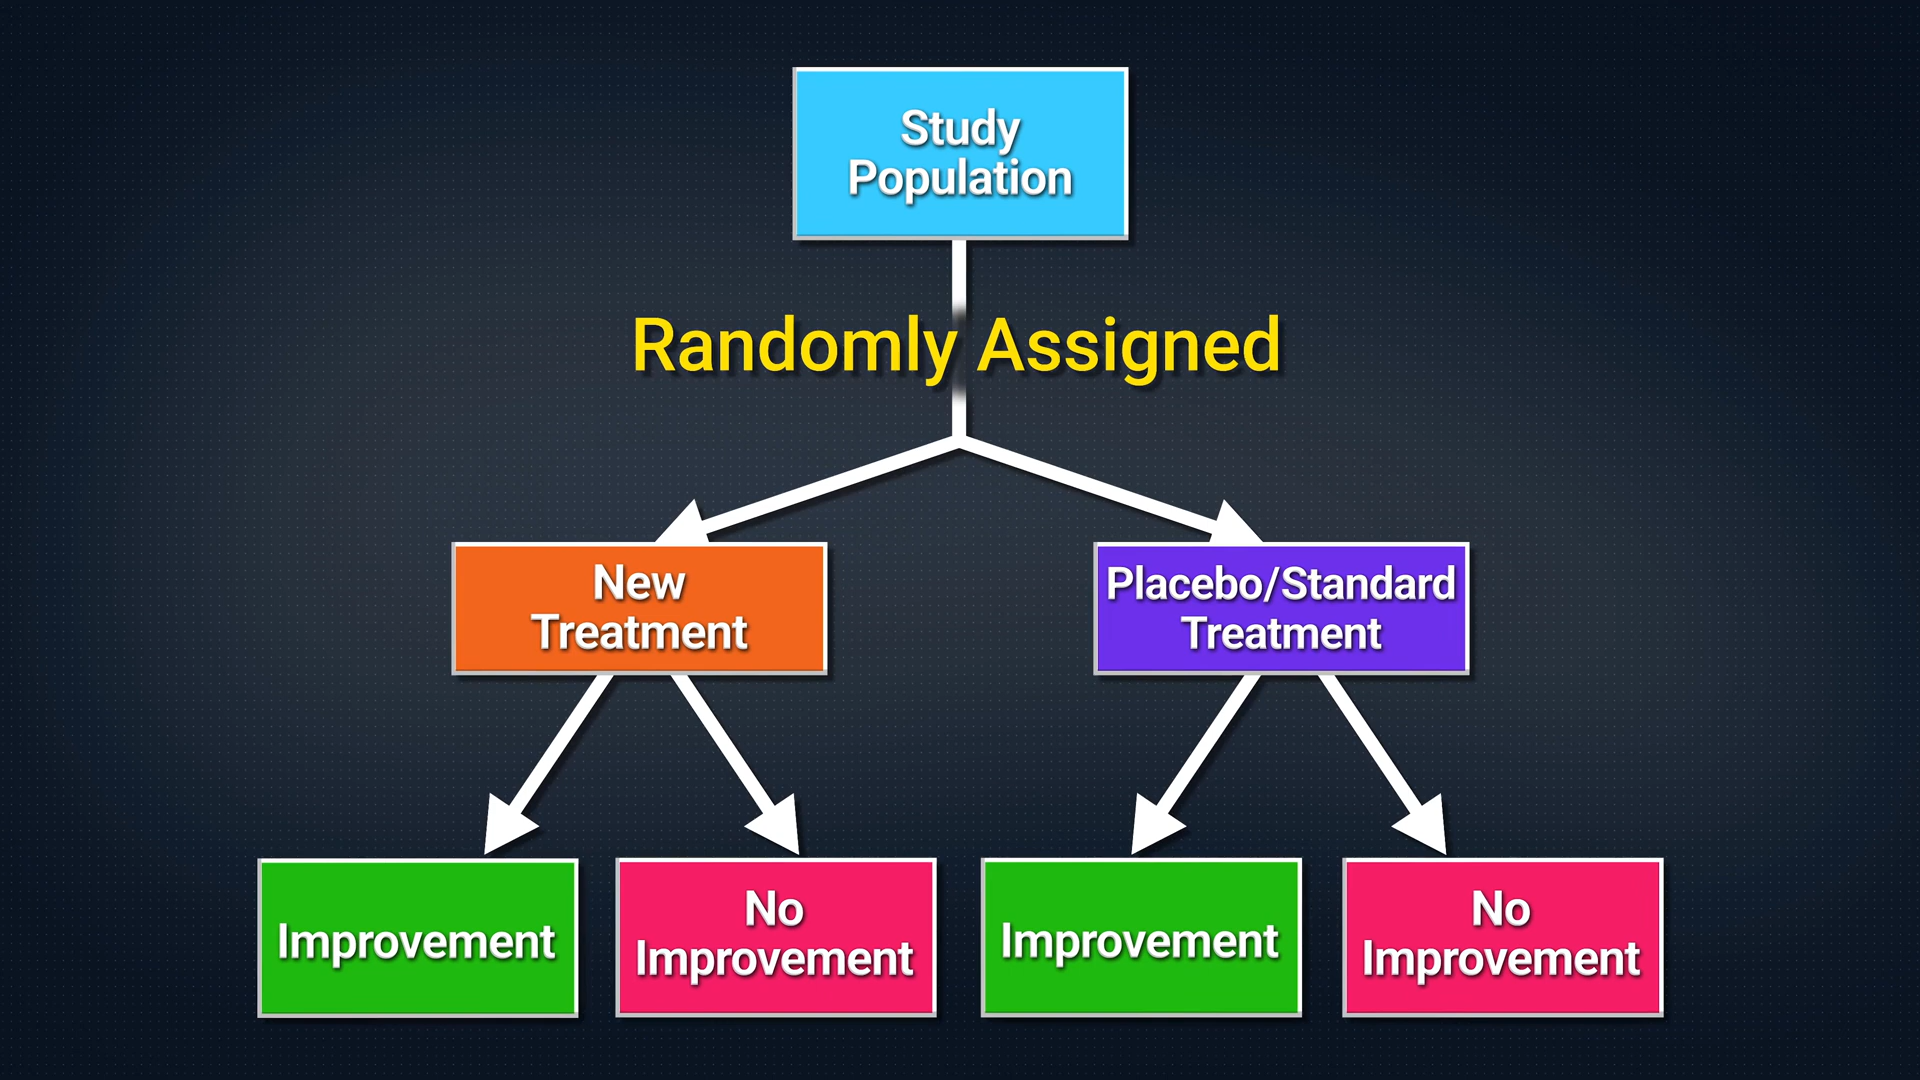 Study
Population
Randomly Assigned
New
Treatment
Placebo/Standard
Treatment
Improvement
No
Improvement
Improvement
No
Improvement